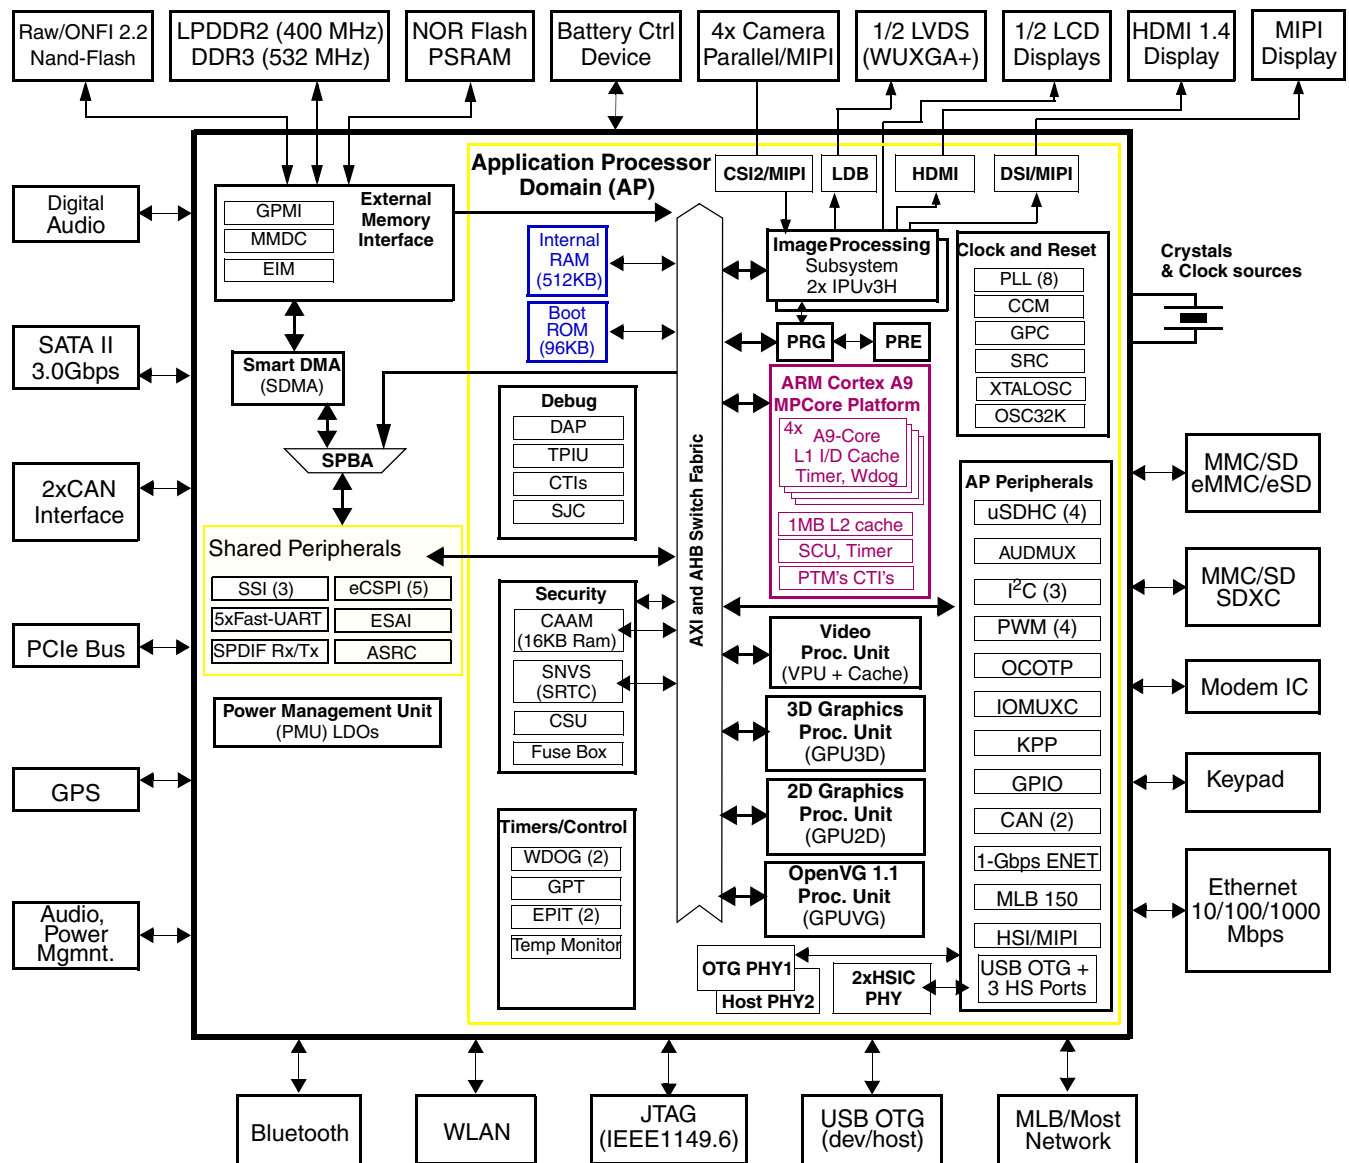 Raw/ONFI 2.2
Nand-Flash
LPDDR2 (400 MHz)
DDR3 (532 MHz)
NOR Flash
PSRAM
Battery Ctrl
Device
4x Camera
Parallel/MIPI
1/2 LVDS
(WUXGA+)
1/2 LCD
Displays
HDMI 1.4
Display
MIPI
Display
Digital
Audio
SATA II
3.0Gbps
2xCAN
Interface
PCIe Bus
GPS
Audio,
Power
Mgmnt.
External
Memory
Interface
GPMI
MMDC
EIM
Smart DMA
(SDMA)
SPBA
Shared Peripherals
SSI (3)
eCSPI (5)
5xFast-UART
ESAI
SPDIF Rx/Tx
ASRC
Power Management Unit
(PMU) LDOs
Application Processor
Domain (AP)
Internal
RAM
(512KB)
Boot
ROM
(96KB)
Debug
DAP
TPIU
CTIs
SJC
Security
CAAM
(16KB Ram)
SNVS
(SRTC)
CSU
Fuse Box
Timers/Control
WDOG (2)
GPT
EPIT (2)
Temp Monitor
AXI and AHB Switch Fabric
CSI2/MIPI
LDB
HDMI
DSI/MIPI
Image Processing
Subsystem
2x IPUv3H
PRG
PRE
ARM Cortex A9
MPCore Platform
4x
A9-Core
L1 I/D Cache
Timer, Wdog
1MB L2 cache
SCU, Timer
PTM's CTI's
Video
Proc. Unit
(VPU + Cache)
3D Graphics
Proc. Unit
(GPU3D)
2D Graphics
Proc. Unit
(GPU2D)
OpenVG 1.1
Proc. Unit
(GPUVG)
OTG PHY1
Host PHY2
2xHSIC
PHY
Clock and Reset
PLL (8)
CCM
GPC
SRC
XTALOSC
OSC32K
AP Peripherals
uSDHC (4)
AUDMUX
I²C (3)
PWM (4)
OCOTP
IOMUXC
KPP
GPIO
CAN (2)
1-Gbps ENET
MLB 150
HSI/MIPI
USB OTG +
3 HS Ports
Crystals
& Clock sources
MMC/SD
eMMC/eSD
MMC/SD
SDXC
Modem IC
Keypad
Ethernet
10/100/1000
Mbps
Bluetooth
WLAN
JTAG
(IEEE1149.6)
USB OTG
(dev/host)
MLB/Most
Network